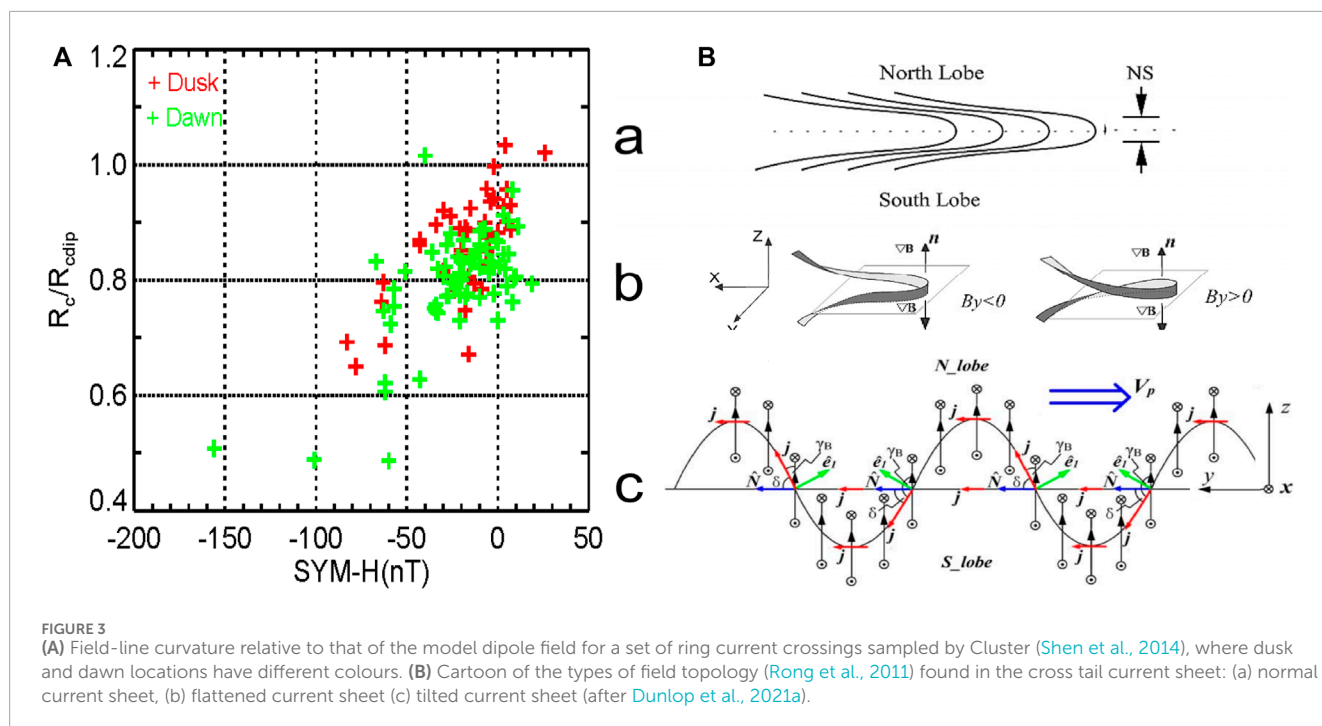 A
1.2
1.0
0.8
0.6
0.4
Rc/Rcdip
+ Dusk
+ Dawn
-200 -150 -100 -50 0 50
SYM-H(nT)
B
North Lobe
NS
a
South Lobe
Z
X
Y
b
▽B n
▽B
By<0
▽B n
▽B
By>0
N_lobe
Vp
z
j j j
j γB êI γB j γB êI γB
c
N̂ δ j N̂ j N̂ δ j N̂ j y x
δ j δ j
j j
S_lobe
FIGURE 3
(A) Field-line curvature relative to that of the model dipole field for a set of ring current crossings sampled by Cluster (Shen et al., 2014), where dusk
and dawn locations have different colours. (B) Cartoon of the types of field topology (Rong et al., 2011) found in the cross tail current sheet: (a) normal
current sheet, (b) flattened current sheet (c) tilted current sheet (after Dunlop et al., 2021a).